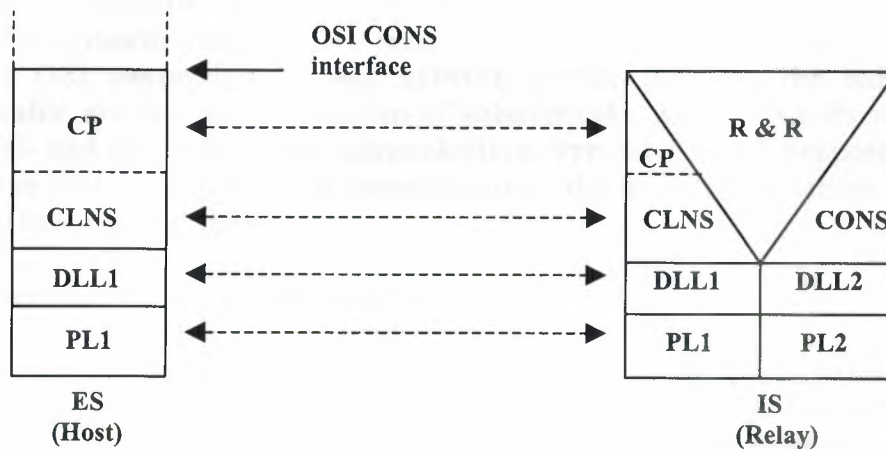 OSI CONS
interface
CP
R & R
CP
CLNS
CLNS
CONS
DLL1
DLL1
DLL2
PL1
PL1
PL2
ES
(Host)
IS
(Relay)